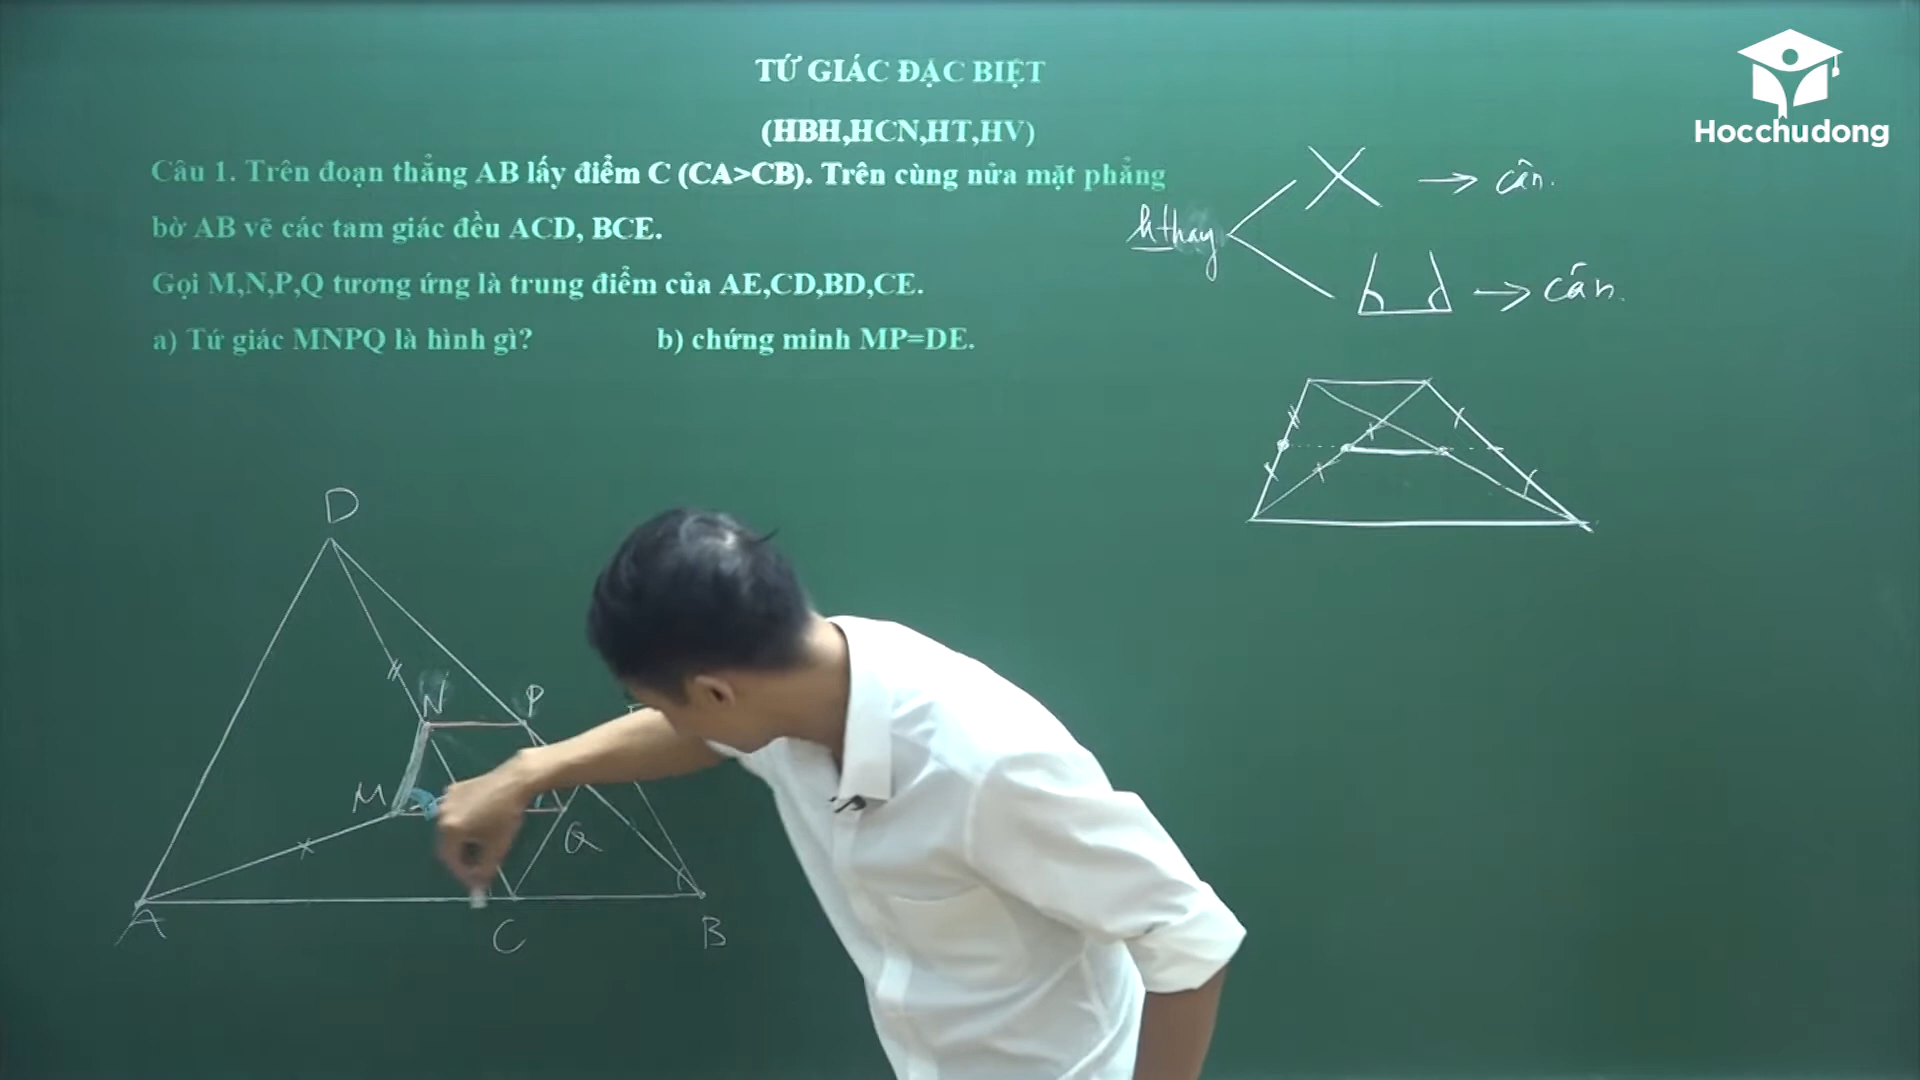 Hocchudong
TỨ GIÁC ĐẶC BIỆT
(HBH,HCN,HT,HV)
Câu 1. Trên đoạn thẳng AB lấy điểm C (CA>CB). Trên cùng nửa mặt phẳng
bờ AB vẽ các tam giác đều ACD, BCE.
Gọi M,N,P,Q tương ứng là trung điểm của AE,CD,BD,CE.
a) Tứ giác MNPQ là hình gì? b) chứng minh MP=DE.
→ cân.
hthang
→ cân.
D
N P
M
Q
A C B